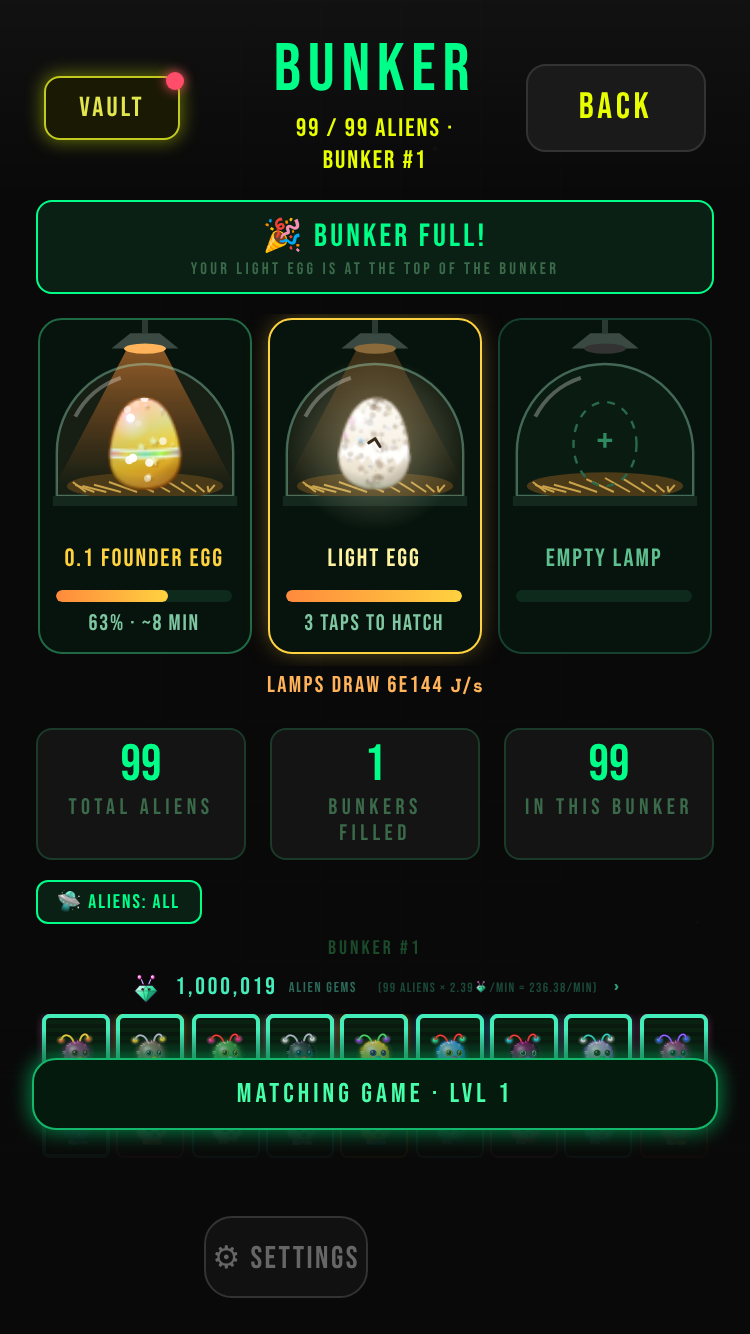 VAULT
BUNKER
99 / 99 ALIENS ·
BUNKER #1
BACK
🎉 BUNKER FULL!
YOUR LIGHT EGG IS AT THE TOP OF THE BUNKER
0.1 FOUNDER EGG
63% · ~8 MIN
LIGHT EGG
3 TAPS TO HATCH
+
EMPTY LAMP
LAMPS DRAW 6E144 J/s
99
TOTAL ALIENS
1
BUNKERS
FILLED
99
IN THIS BUNKER
🛸 ALIENS: ALL
BUNKER #1
1,000,019 ALIEN GEMS (99 ALIENS × 2.39 /MIN = 236.38/MIN) ›
MATCHING GAME · LVL 1
⚙ SETTINGS